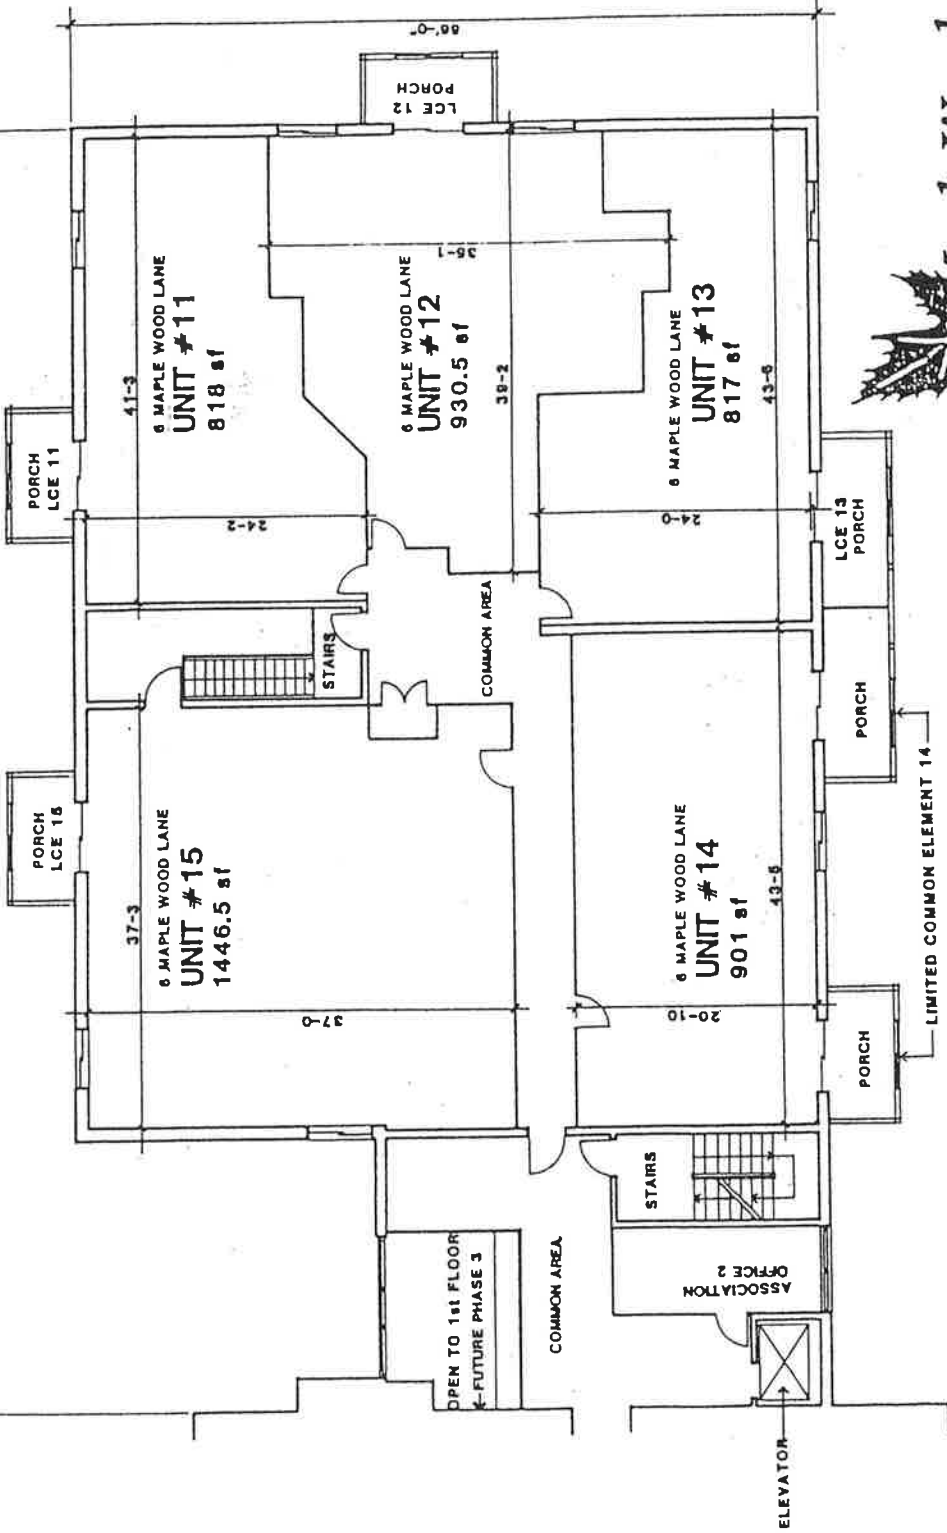 66'-0"
LCE 12
PORCH
PORCH
LCE 11
41-3
6 MAPLE WOOD LANE
UNIT #11
818 sf
24-2
35-1
6 MAPLE WOOD LANE
UNIT #12
930.5 sf
39-2
6 MAPLE WOOD LANE
UNIT #13
817 sf
43-6
24-0
LCE 13
PORCH
STAIRS
COMMON AREA
PORCH
LCE 15
37-3
6 MAPLE WOOD LANE
UNIT #15
1446.5 sf
37-0
6 MAPLE WOOD LANE
UNIT #14
901 sf
43-5
20-10
PORCH
PORCH
LIMITED COMMON ELEMENT 14
STAIRS
OPEN TO 1st FLOOR
FUTURE PHASE 3
COMMON AREA
ASSOCIATION
OFFICE 2
ELEVATOR